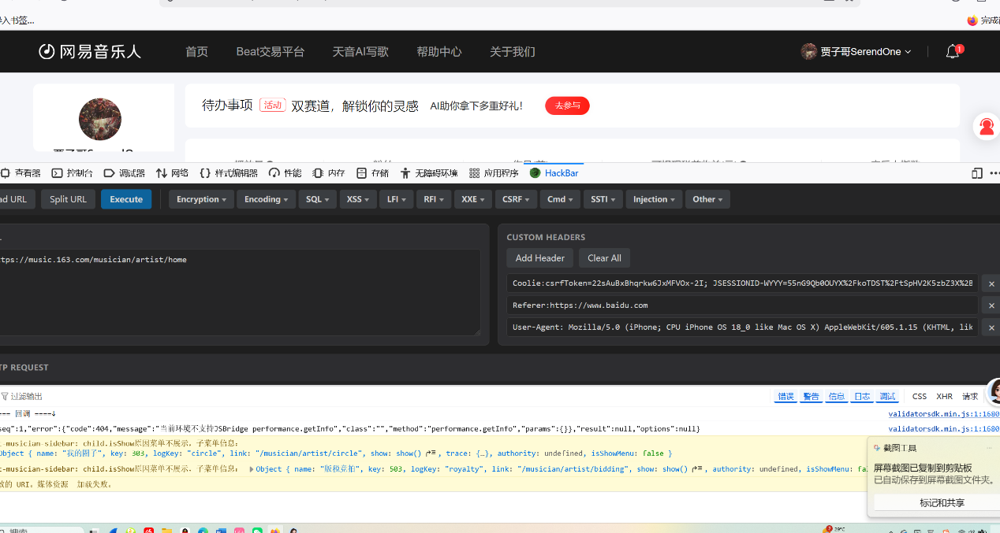 导入书签...
完成
网易音乐人 首页 Beat交易平台 天音AI写歌 帮助中心 关于我们 贾子哥SerendOne 1
待办事项 活动 双赛道，解锁你的灵感 AI助你拿下多重好礼！ 去参与
查看器 控制台 调试器 网络 样式编辑器 性能 内存 存储 无障碍环境 应用程序 HackBar
ad URL Split URL Execute Encryption Encoding SQL XSS LFI RFI XXE CSRF Cmd SSTI Injection Other
CUSTOM HEADERS
Add Header Clear All
tps://music.163.com/musician/artist/home
Coolie:csrfToken=22sAuBxBhqrkw6JxMFVOx-2I; JSESSIONID-WYYY=55nG9Qb0OUYX%2FkoTDST%2FtSpHV2K5zbZ3X%2B
Referer:https://www.baidu.com
User-Agent: Mozilla/5.0 (iPhone; CPU iPhone OS 18_0 like Mac OS X) AppleWebKit/605.1.15 (KHTML, lik
TP REQUEST
过滤输出 错误 警告 信息 日志 调试 CSS XHR 请求
=== 回调 ====↓ validatorsdk.min.js:1:1680
seq":1,"error":{"code":404,"message":"当前环境不支持JSBridge performance.getInfo","class":"","method":"performance.getInfo","params":{}},"result":null,"options":null} validatorsdk.min.js:1:1680
-musician-sidebar: child.isShow原因菜单不展示，子菜单信息:
Object { name: "我的圈子", key: 303, logKey: "circle", link: "/musician/artist/circle", show: show(), trace: {…}, authority: undefined, isShowMenu: false }
-musician-sidebar: child.isShow原因菜单不展示，子菜单信息: Object { name: "版税竞拍", key: 503, logKey: "royalty", link: "/musician/artist/bidding", show: show(), authority: undefined, isShowMenu: fal
效的 URI。媒体资源 加载失败。
截图工具
屏幕截图已复制到剪贴板
已自动保存到屏幕截图文件夹。
标记和共享
搜索
29°C